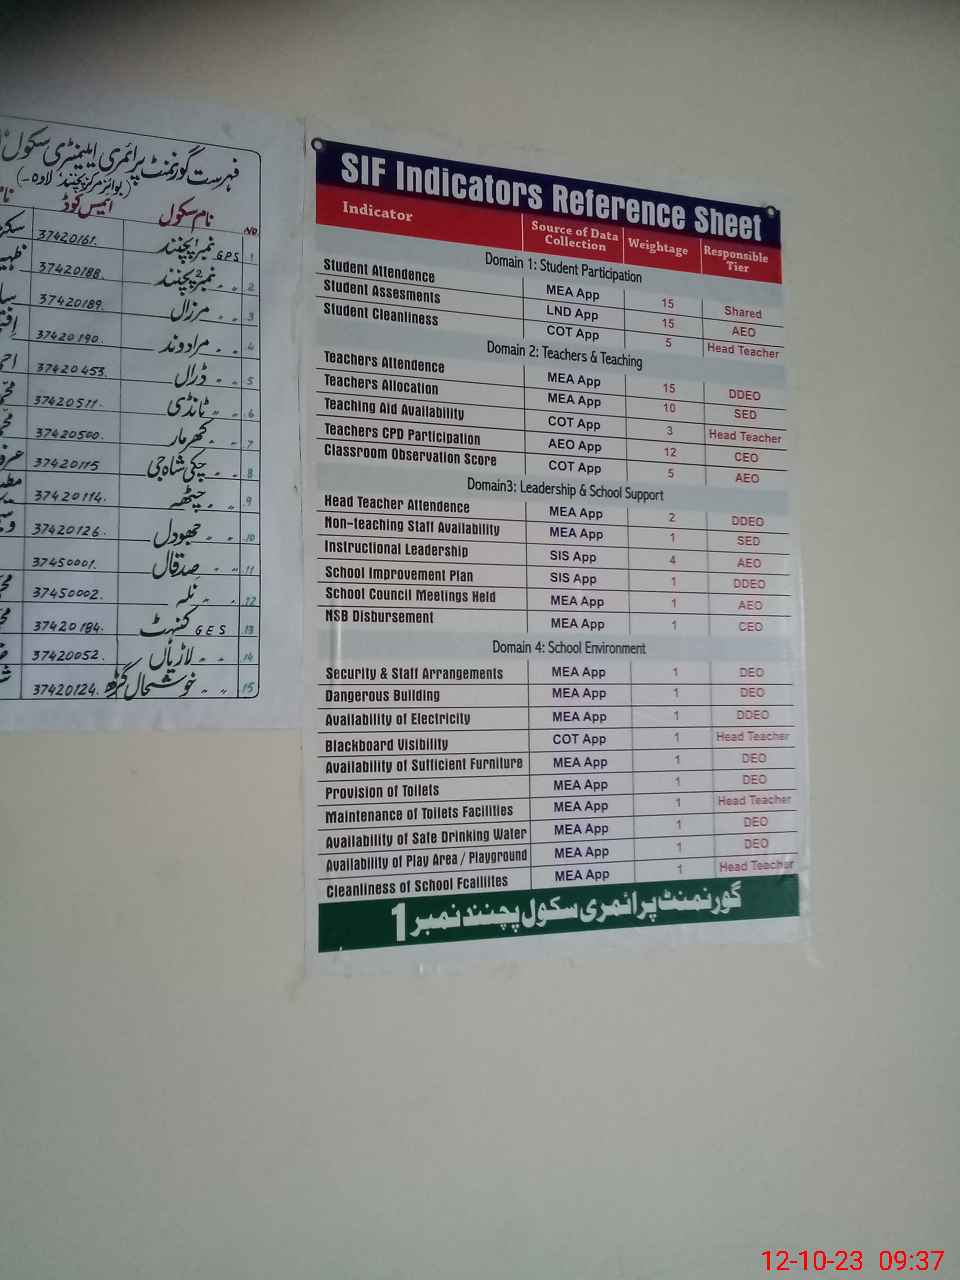 فہرست گورنمنٹ پرائمری ایلیمنٹری سکول
(بوائز مرکز پچنند لاوہ)
NO نام سکول ایمیس کوڈ
1 GPS نمبر 1 پچنند 37420161.
2 〃 〃 نمبر 2 پچنند 37420188.
3 〃 〃 مرزال 37420189.
4 〃 〃 مرادوند 37420190.
5 〃 〃 ڈرال 37420453.
6 〃 〃 ٹانڈی 37420511.
7 〃 〃 کھرمار 37420500.
8 〃 〃 چکی شاہ جی 37420115
9 〃 〃 37420114.
10 〃 〃 37420126.
11 〃 〃 صدقال 37450001.
12 〃 〃 نکہ 37450002.
13 GES کنہٹ 37420184.
14 〃 〃 لاڑیاں 37420052.
15 〃 〃 خوشحال گڑھ 37420124.
SIF Indicators Reference Sheet
Indicator Source of Data Collection Weightage Responsible Tier
Domain 1: Student Participation
Student Attendence MEA App 15 Shared
Student Assesments LND App 15 AEO
Student Cleanliness COT App 5 Head Teacher
Domain 2: Teachers & Teaching
Teachers Attendence MEA App 15 DDEO
Teachers Allocation MEA App 10 SED
Teaching Aid Availability COT App 3 Head Teacher
Teachers CPD Participation AEO App 12 CEO
Classroom Observation Score COT App 5 AEO
Domain3: Leadership & School Support
Head Teacher Attendence MEA App 2 DDEO
Non-teaching Staff Availability MEA App 1 SED
Instructional Leadership SIS App 4 AEO
School Improvement Plan SIS App 1 DDEO
School Council Meetings Held MEA App 1 AEO
NSB Disbursement MEA App 1 CEO
Domain 4: School Environment
Security & Staff Arrangements MEA App 1 DEO
Dangerous Building MEA App 1 DEO
Availability of Electricity MEA App 1 DDEO
Blackboard Visibility COT App 1 Head Teacher
Availability of Sufficient Furniture MEA App 1 DEO
Provision of Toilets MEA App 1 DEO
Maintenance of Toilets Facilities MEA App 1 Head Teacher
Availability of Safe Drinking Water MEA App 1 DEO
Availability of Play Area / Playground MEA App 1 DEO
Cleanliness of School Fcaliiites MEA App 1 Head Teacher
گورنمنٹ پرائمری سکول پچنند نمبر 1
12-10-23 09:37